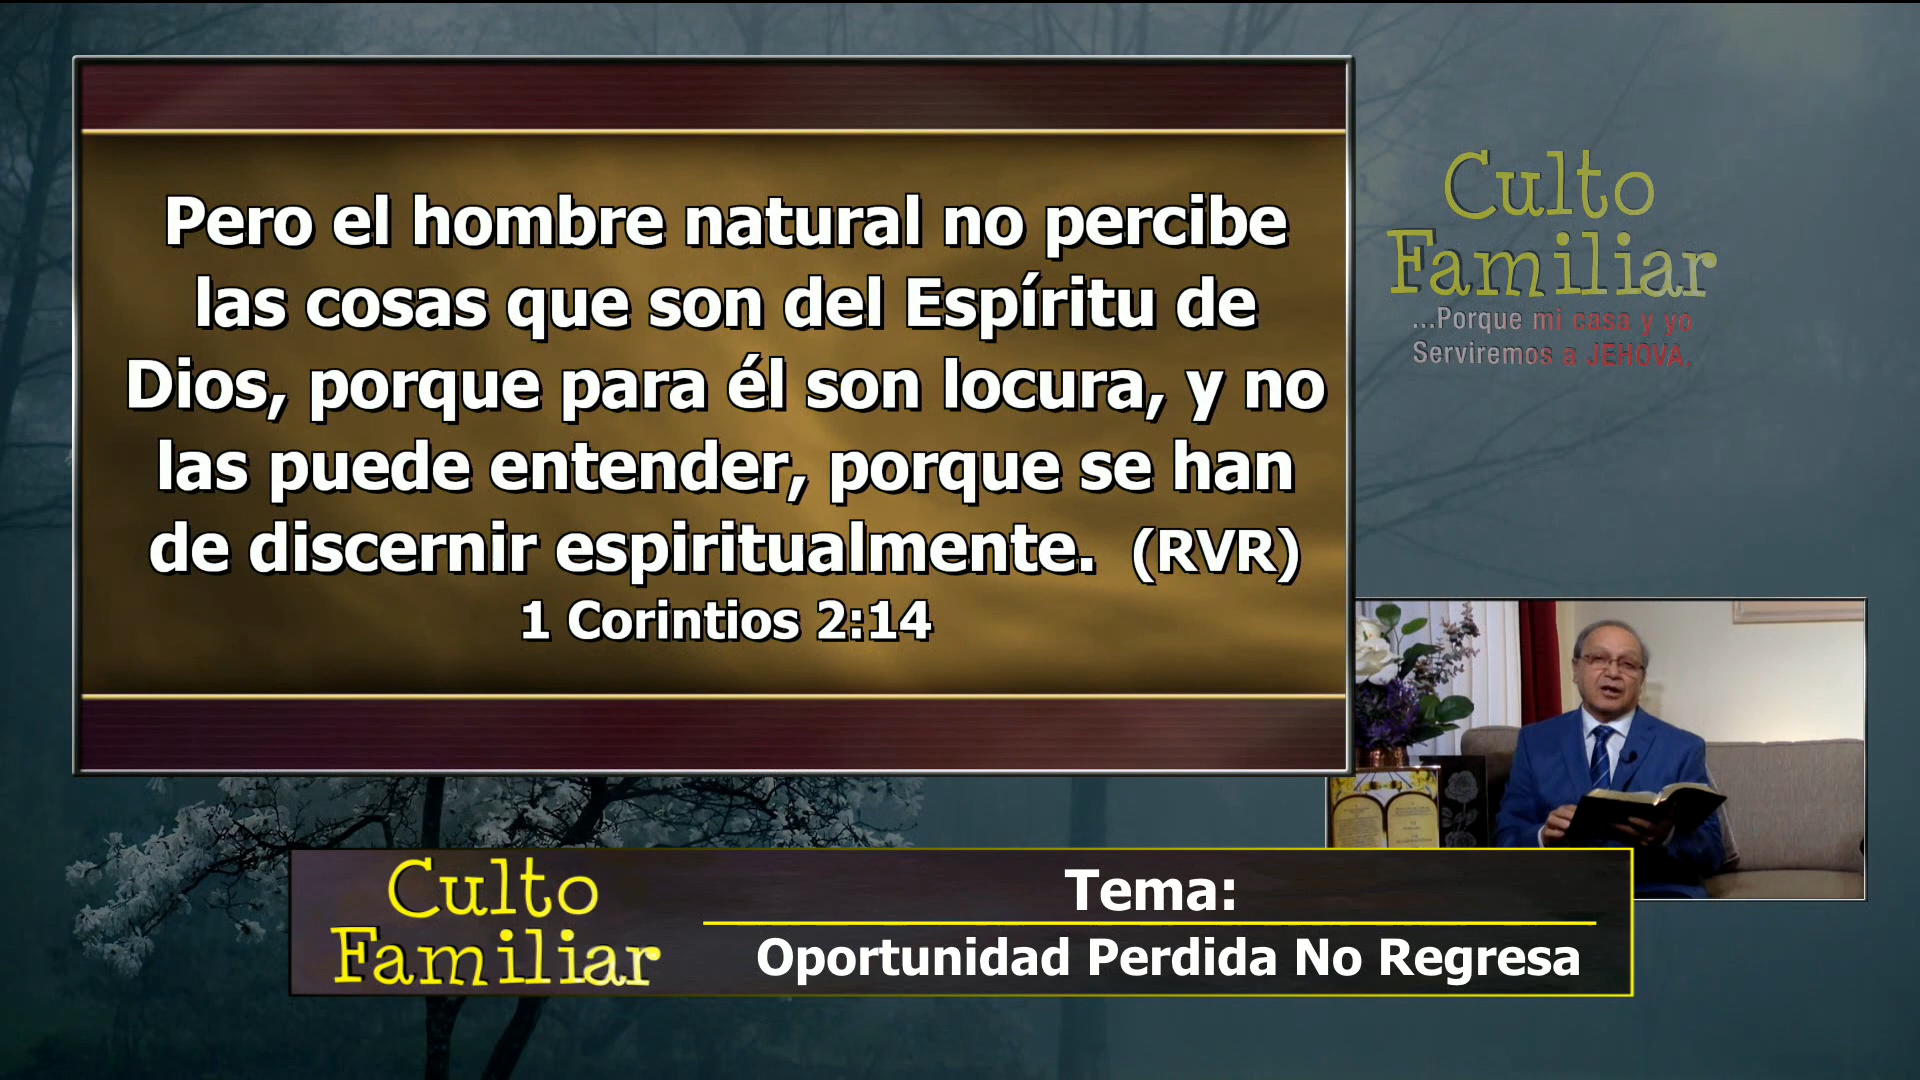 Pero el hombre natural no percibe
las cosas que son del Espíritu de
Dios, porque para él son locura, y no
las puede entender, porque se han
de discernir espiritualmente. (RVR)
1 Corintios 2:14
Culto
Familiar
...Porque mi casa y yo
Serviremos a JEHOVA.
Culto
Familiar
Tema:
Oportunidad Perdida No Regresa